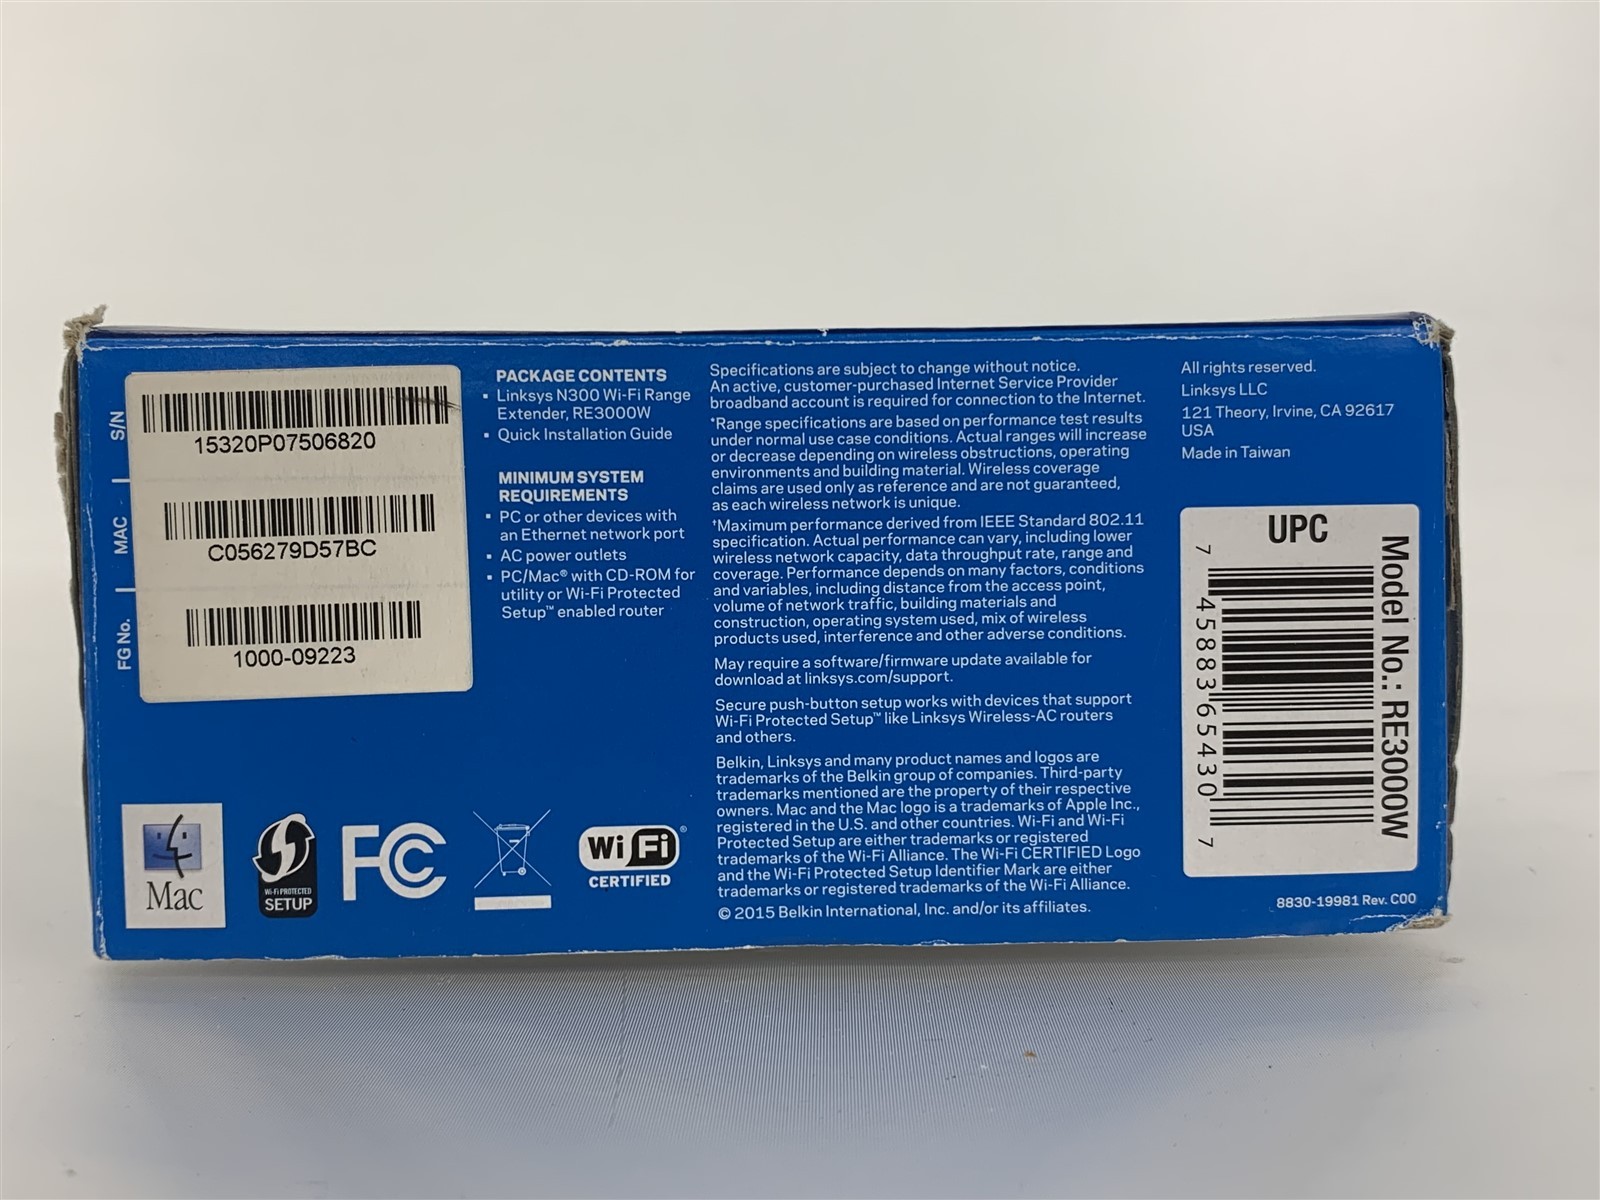 S/N
15320P07506820
MAC
C056279D57BC
FG No.
1000-09223
PACKAGE CONTENTS
▪ Linksys N300 Wi-Fi Range
Extender, RE3000W
▪ Quick Installation Guide
MINIMUM SYSTEM
REQUIREMENTS
▪ PC or other devices with
an Ethernet network port
▪ AC power outlets
▪ PC/Mac® with CD-ROM for
utility or Wi-Fi Protected
Setup™ enabled router
Mac
Wi-Fi PROTECTED
SETUP
FC
Wi Fi®
CERTIFIED
Specifications are subject to change without notice.
An active, customer-purchased Internet Service Provider
broadband account is required for connection to the Internet.
*Range specifications are based on performance test results
under normal use case conditions. Actual ranges will increase
or decrease depending on wireless obstructions, operating
environments and building material. Wireless coverage
claims are used only as reference and are not guaranteed,
as each wireless network is unique.
†Maximum performance derived from IEEE Standard 802.11
specification. Actual performance can vary, including lower
wireless network capacity, data throughput rate, range and
coverage. Performance depends on many factors, conditions
and variables, including distance from the access point,
volume of network traffic, building materials and
construction, operating system used, mix of wireless
products used, interference and other adverse conditions.
May require a software/firmware update available for
download at linksys.com/support.
Secure push-button setup works with devices that support
Wi-Fi Protected Setup™ like Linksys Wireless-AC routers
and others.
Belkin, Linksys and many product names and logos are
trademarks of the Belkin group of companies. Third-party
trademarks mentioned are the property of their respective
owners. Mac and the Mac logo is a trademarks of Apple Inc.,
registered in the U.S. and other countries. Wi-Fi and Wi-Fi
Protected Setup are either trademarks or registered
trademarks of the Wi-Fi Alliance. The Wi-Fi CERTIFIED Logo
and the Wi-Fi Protected Setup Identifier Mark are either
trademarks or registered trademarks of the Wi-Fi Alliance.
© 2015 Belkin International, Inc. and/or its affiliates.
All rights reserved.
Linksys LLC
121 Theory, Irvine, CA 92617
USA
Made in Taiwan
UPC
7 45883 65430 7
Model No.: RE3000W
8830-19981 Rev. C00